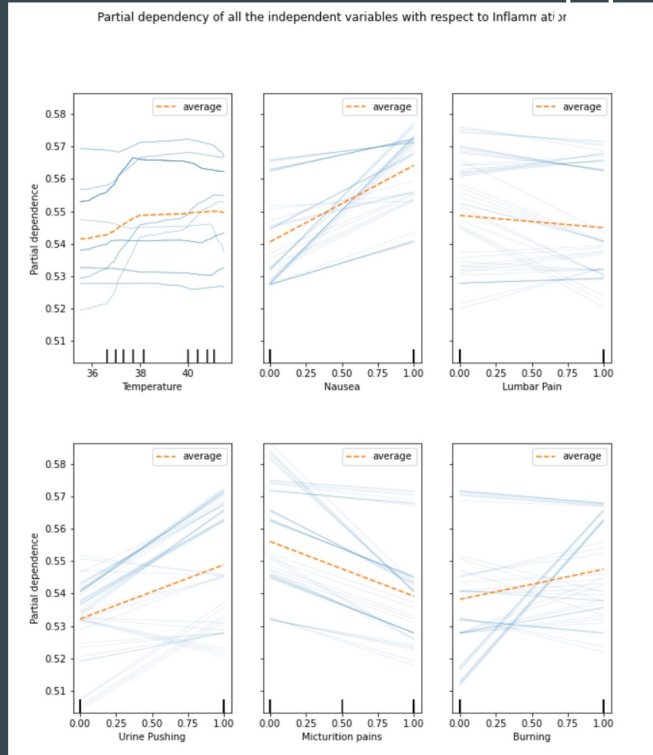 Partial dependency of all the independent variables with respect to Inflammation
average
average
average
0.58
0.57
0.56
0.55
0.54
0.53
0.52
0.51
Partial dependence
36 38 40
0.00 0.25 0.50 0.75 1.00
0.00 0.25 0.50 0.75 1.00
Temperature
Nausea
Lumbar Pain
average
average
average
0.58
0.57
0.56
0.55
0.54
0.53
0.52
0.51
Partial dependence
0.00 0.25 0.50 0.75 1.00
0.00 0.25 0.50 0.75 1.00
0.00 0.25 0.50 0.75 1.00
Urine Pushing
Micturition pains
Burning